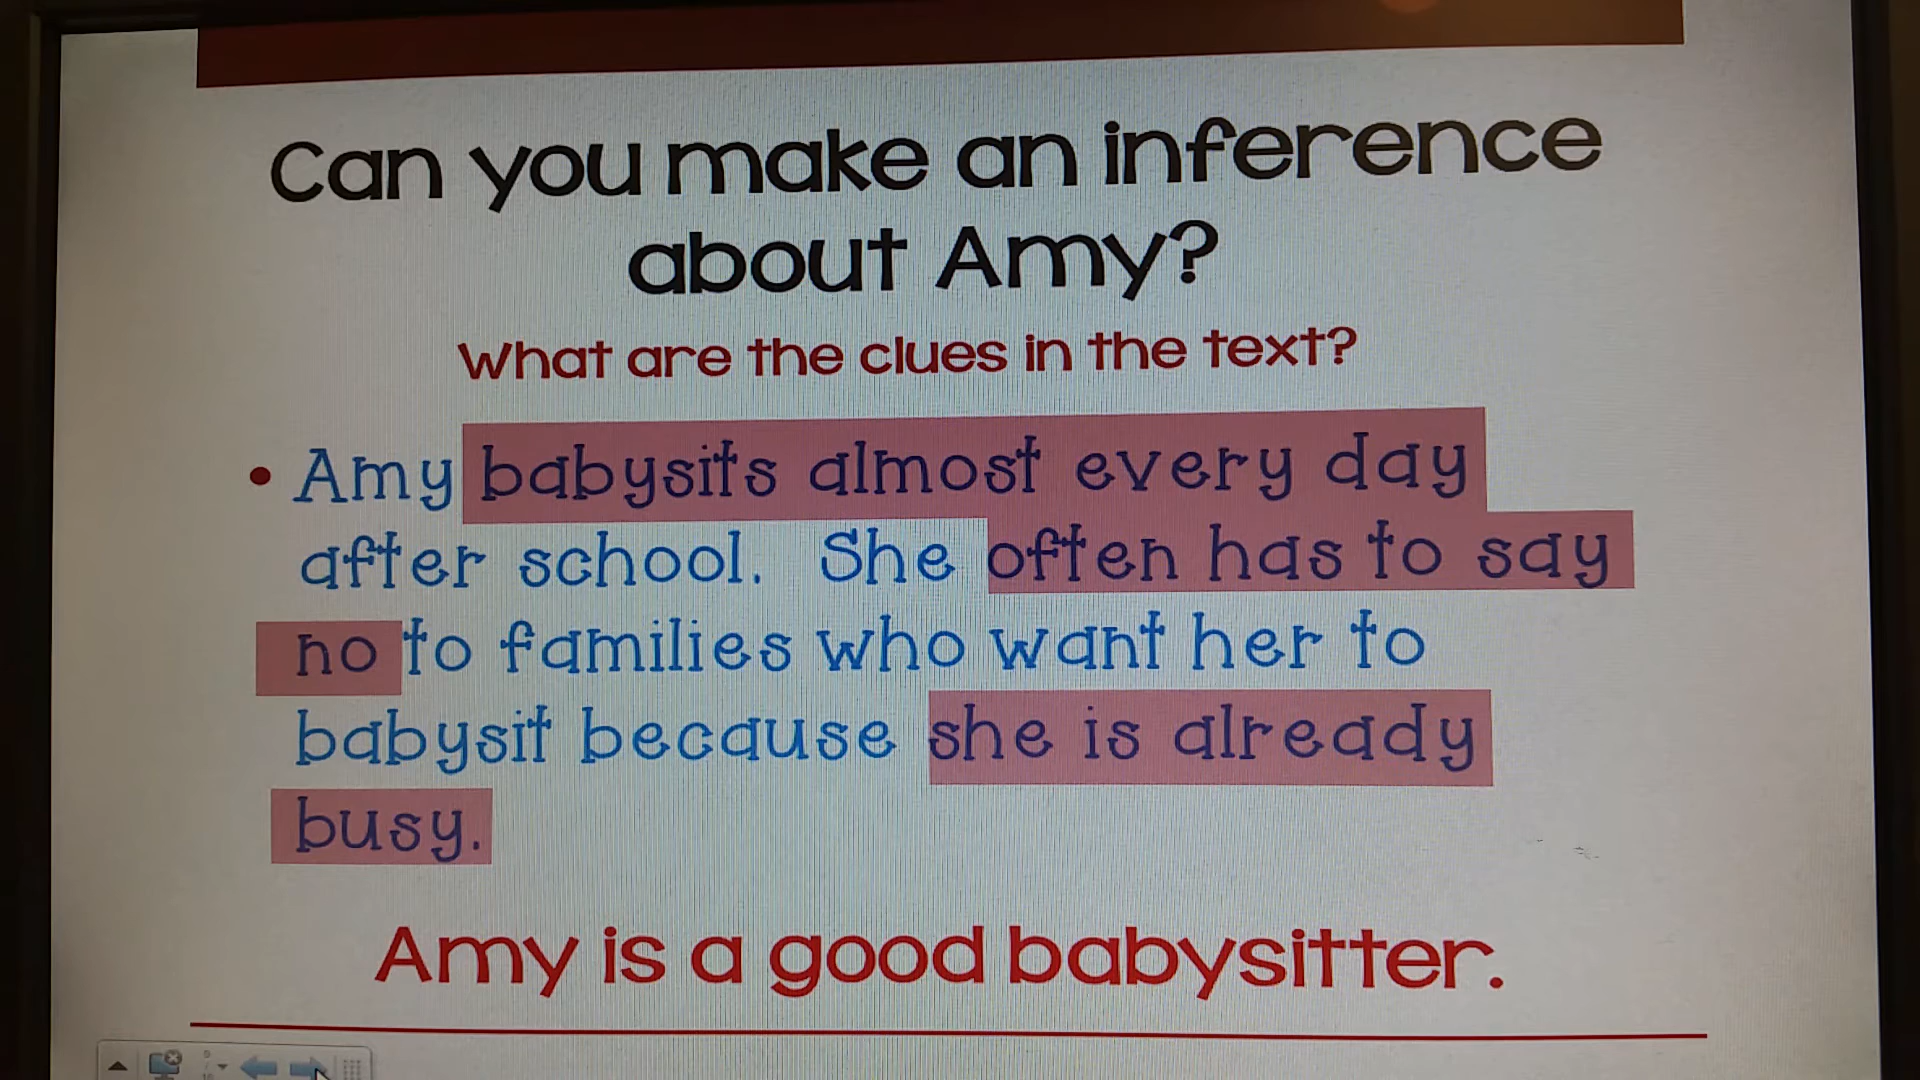 Can you make an inference
about Amy?
What are the clues in the text?
• Amy babysits almost every day
after school. She often has to say
no to families who want her to
babysit because she is already
busy.
Amy is a good babysitter.